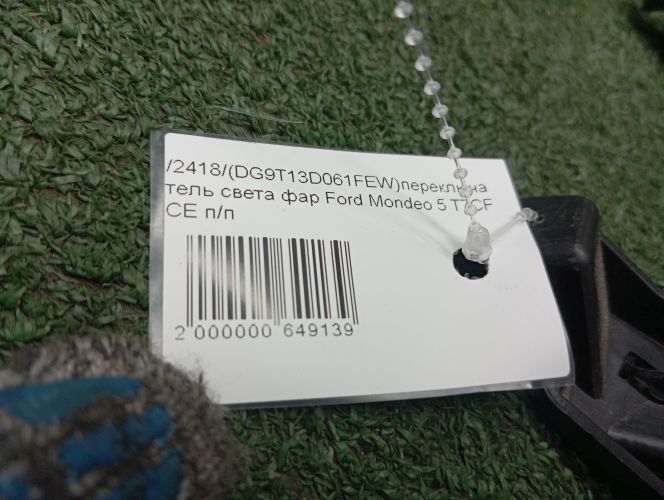 /2418/(DG9T13D061FEW)переключа
тель света фар Ford Mondeo 5 T7CF
CE п/п
2 000000 649139